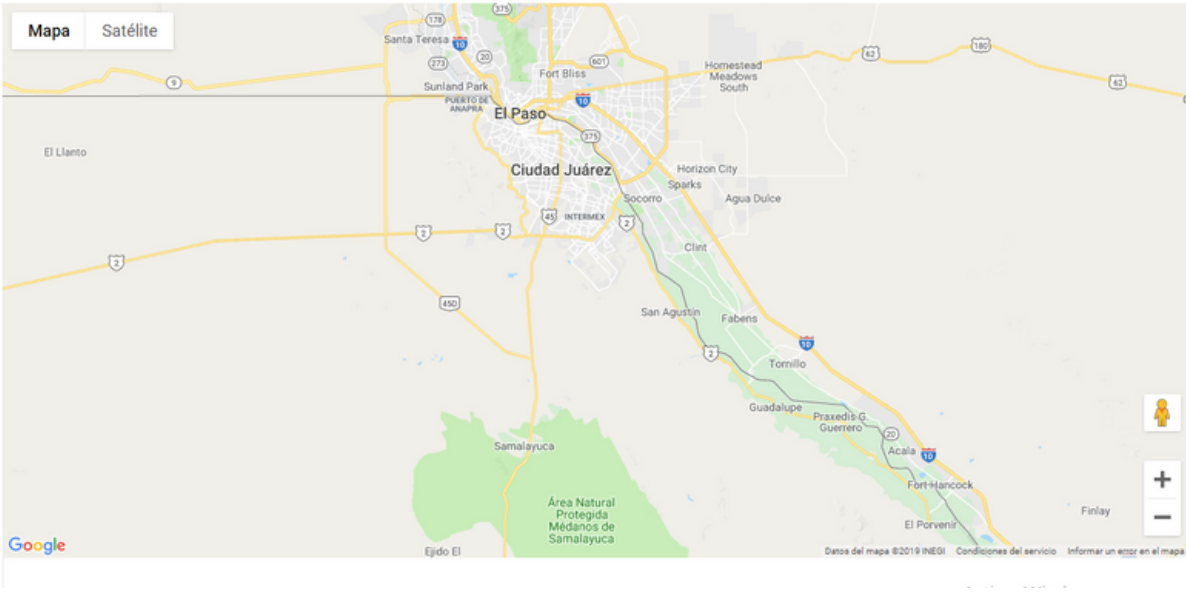 Mapa Satélite
178
375
Santa Teresa
10
20
273
601
Fort Bliss
62
180
Homestead
Meadows
South
9
62
Sunland Park
PUERTO DE
ANAPRA
10
El Paso
375
El Llanto
Ciudad Juárez
Horizon City
Sparks
Socorro
Agua Dulce
45
INTERMEX
2
2
2
2
Clint
45D
San Agustín
Fabens
10
2
Tornillo
Guadalupe
Praxedis G.
Guerrero
20
Samalayuca
Acala
10
Fort Hancock
Área Natural
Protegida
Médanos de
Samalayuca
Finlay
El Porvenir
Google
Ejido El
Datos del mapa ©2019 INEGI Condiciones del servicio Informar un error en el mapa